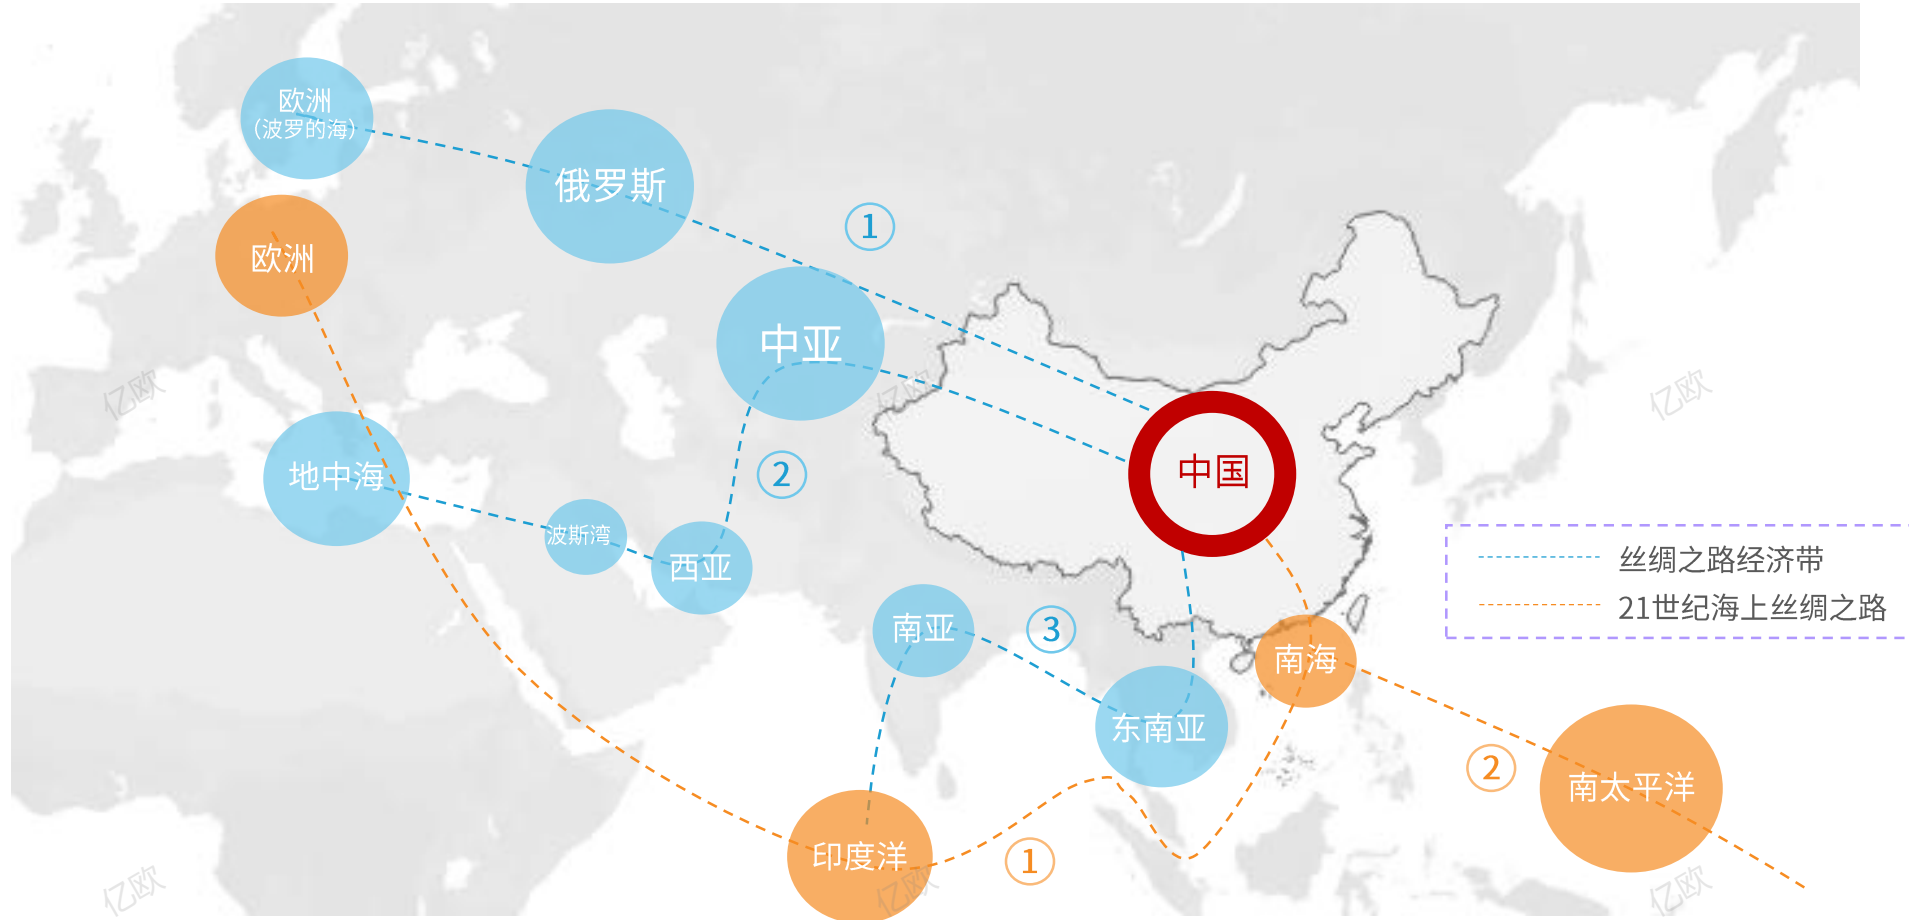 欧洲
（波罗的海）
俄罗斯
①
欧洲
中亚
亿欧
亿欧
亿欧
地中海
②
中国
波斯湾
西亚
丝绸之路经济带
21世纪海上丝绸之路
南亚
③
南海
东南亚
②
南太平洋
印度洋
①
亿欧
亿欧
亿欧